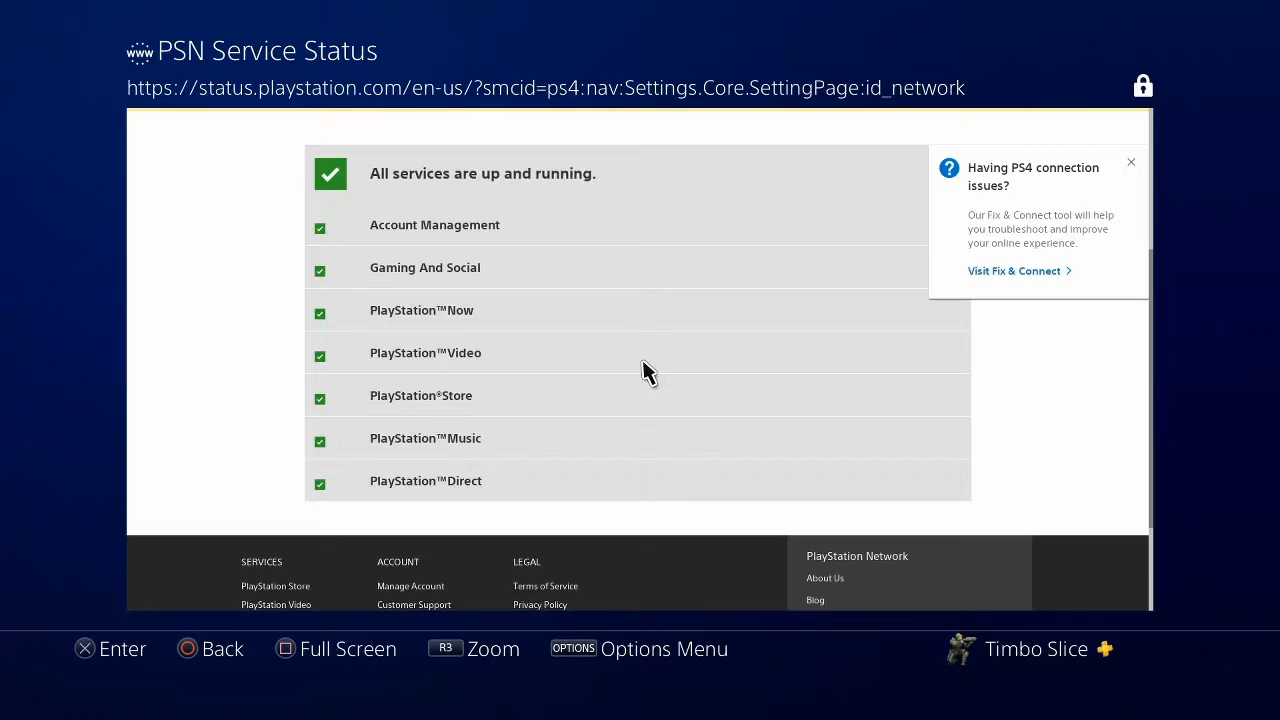 www PSN Service Status
https://status.playstation.com/en-us/?smcid=ps4:nav:Settings.Core.SettingPage:id_network
All services are up and running.
Account Management
Gaming And Social
PlayStation™Now
PlayStation™Video
PlayStation®Store
PlayStation™Music
PlayStation™Direct
? Having PS4 connection
issues?
Our Fix & Connect tool will help
you troubleshoot and improve
your online experience.
Visit Fix & Connect >
SERVICES
PlayStation Store
PlayStation Video
ACCOUNT
Manage Account
Customer Support
LEGAL
Terms of Service
Privacy Policy
PlayStation Network
About Us
Blog
Enter Back Full Screen R3 Zoom OPTIONS Options Menu Timbo Slice